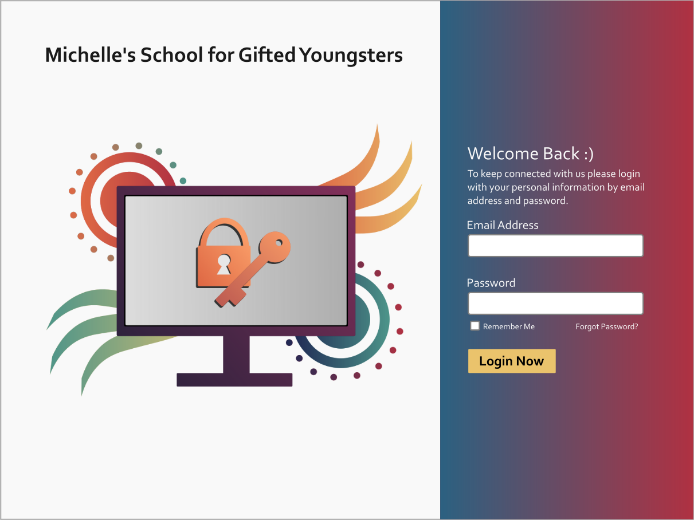 Michelle's School for Gifted Youngsters
Welcome Back :)
To keep connected with us please login
with your personal information by email
address and password.
Email Address
Password
Remember Me
Forgot Password?
Login Now